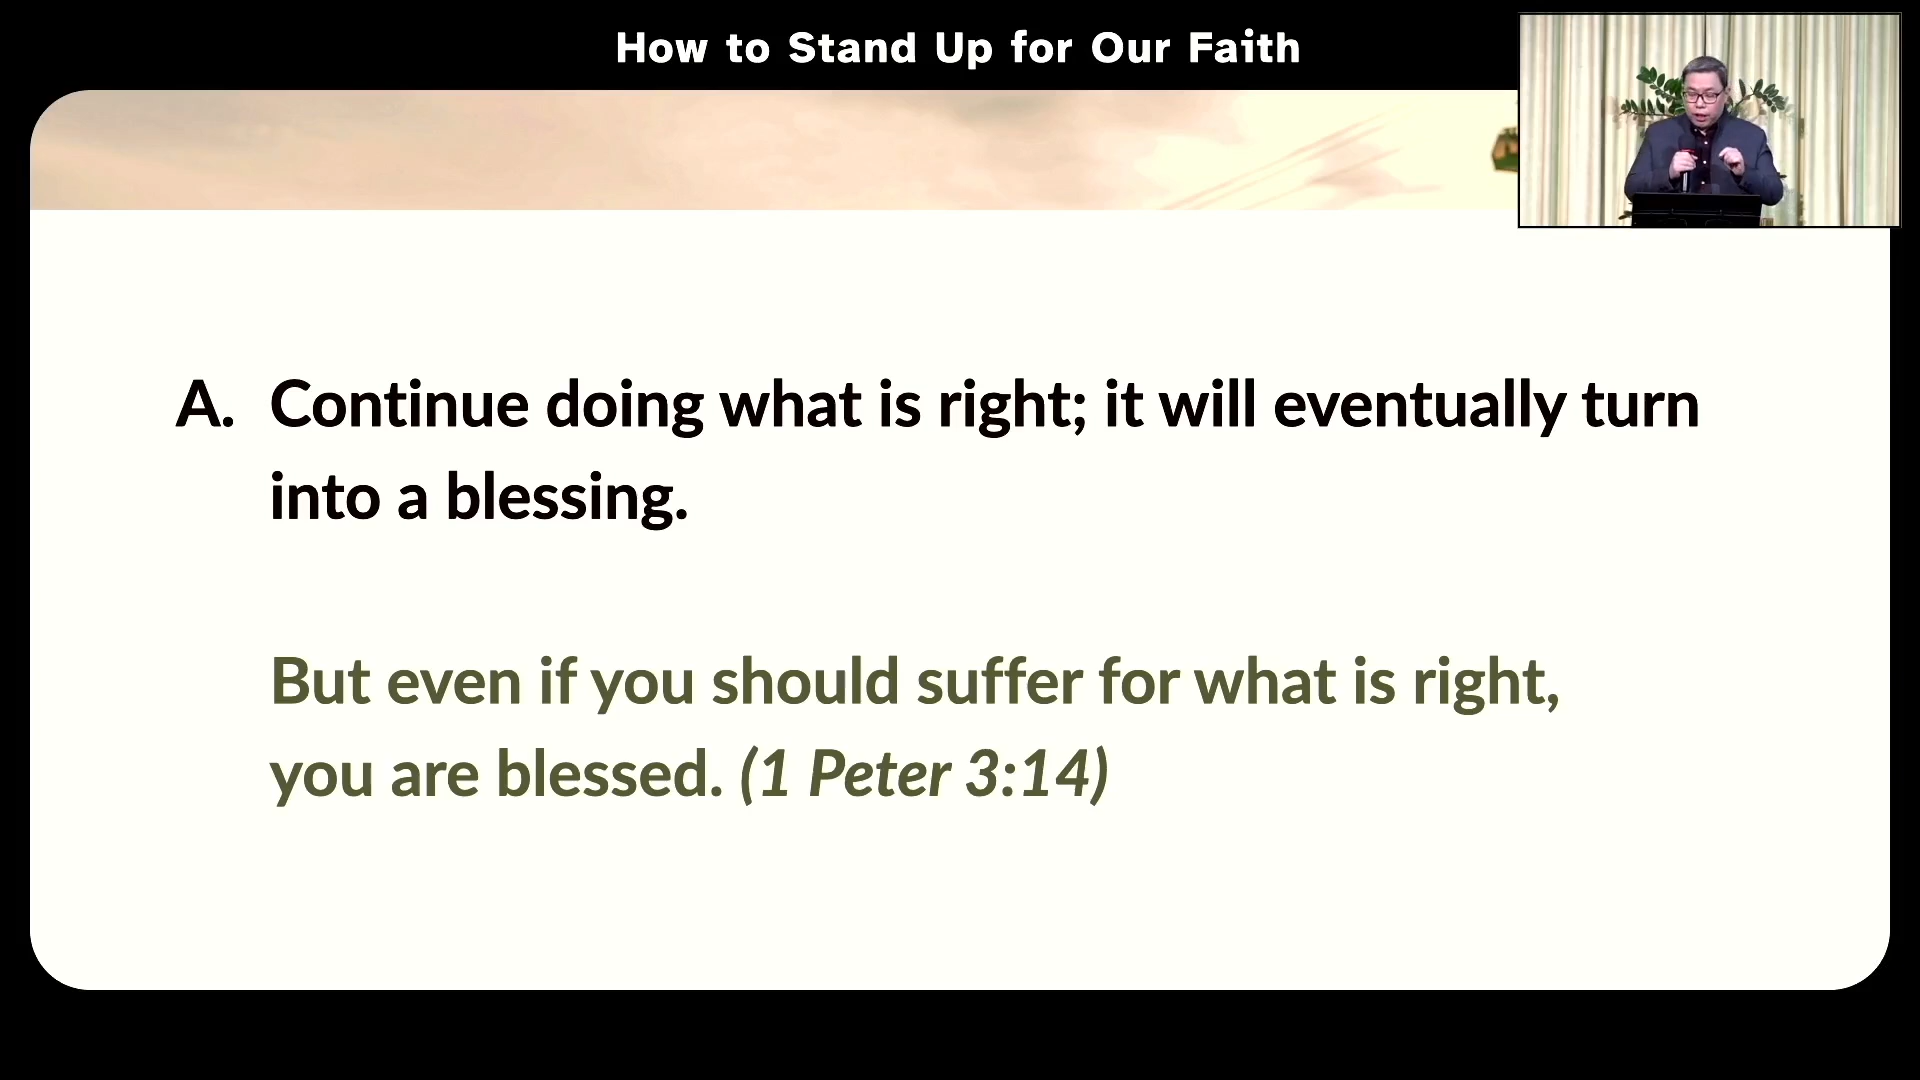 How to Stand Up for Our Faith
A. Continue doing what is right; it will eventually turn
into a blessing.
But even if you should suffer for what is right,
you are blessed. (1 Peter 3:14)